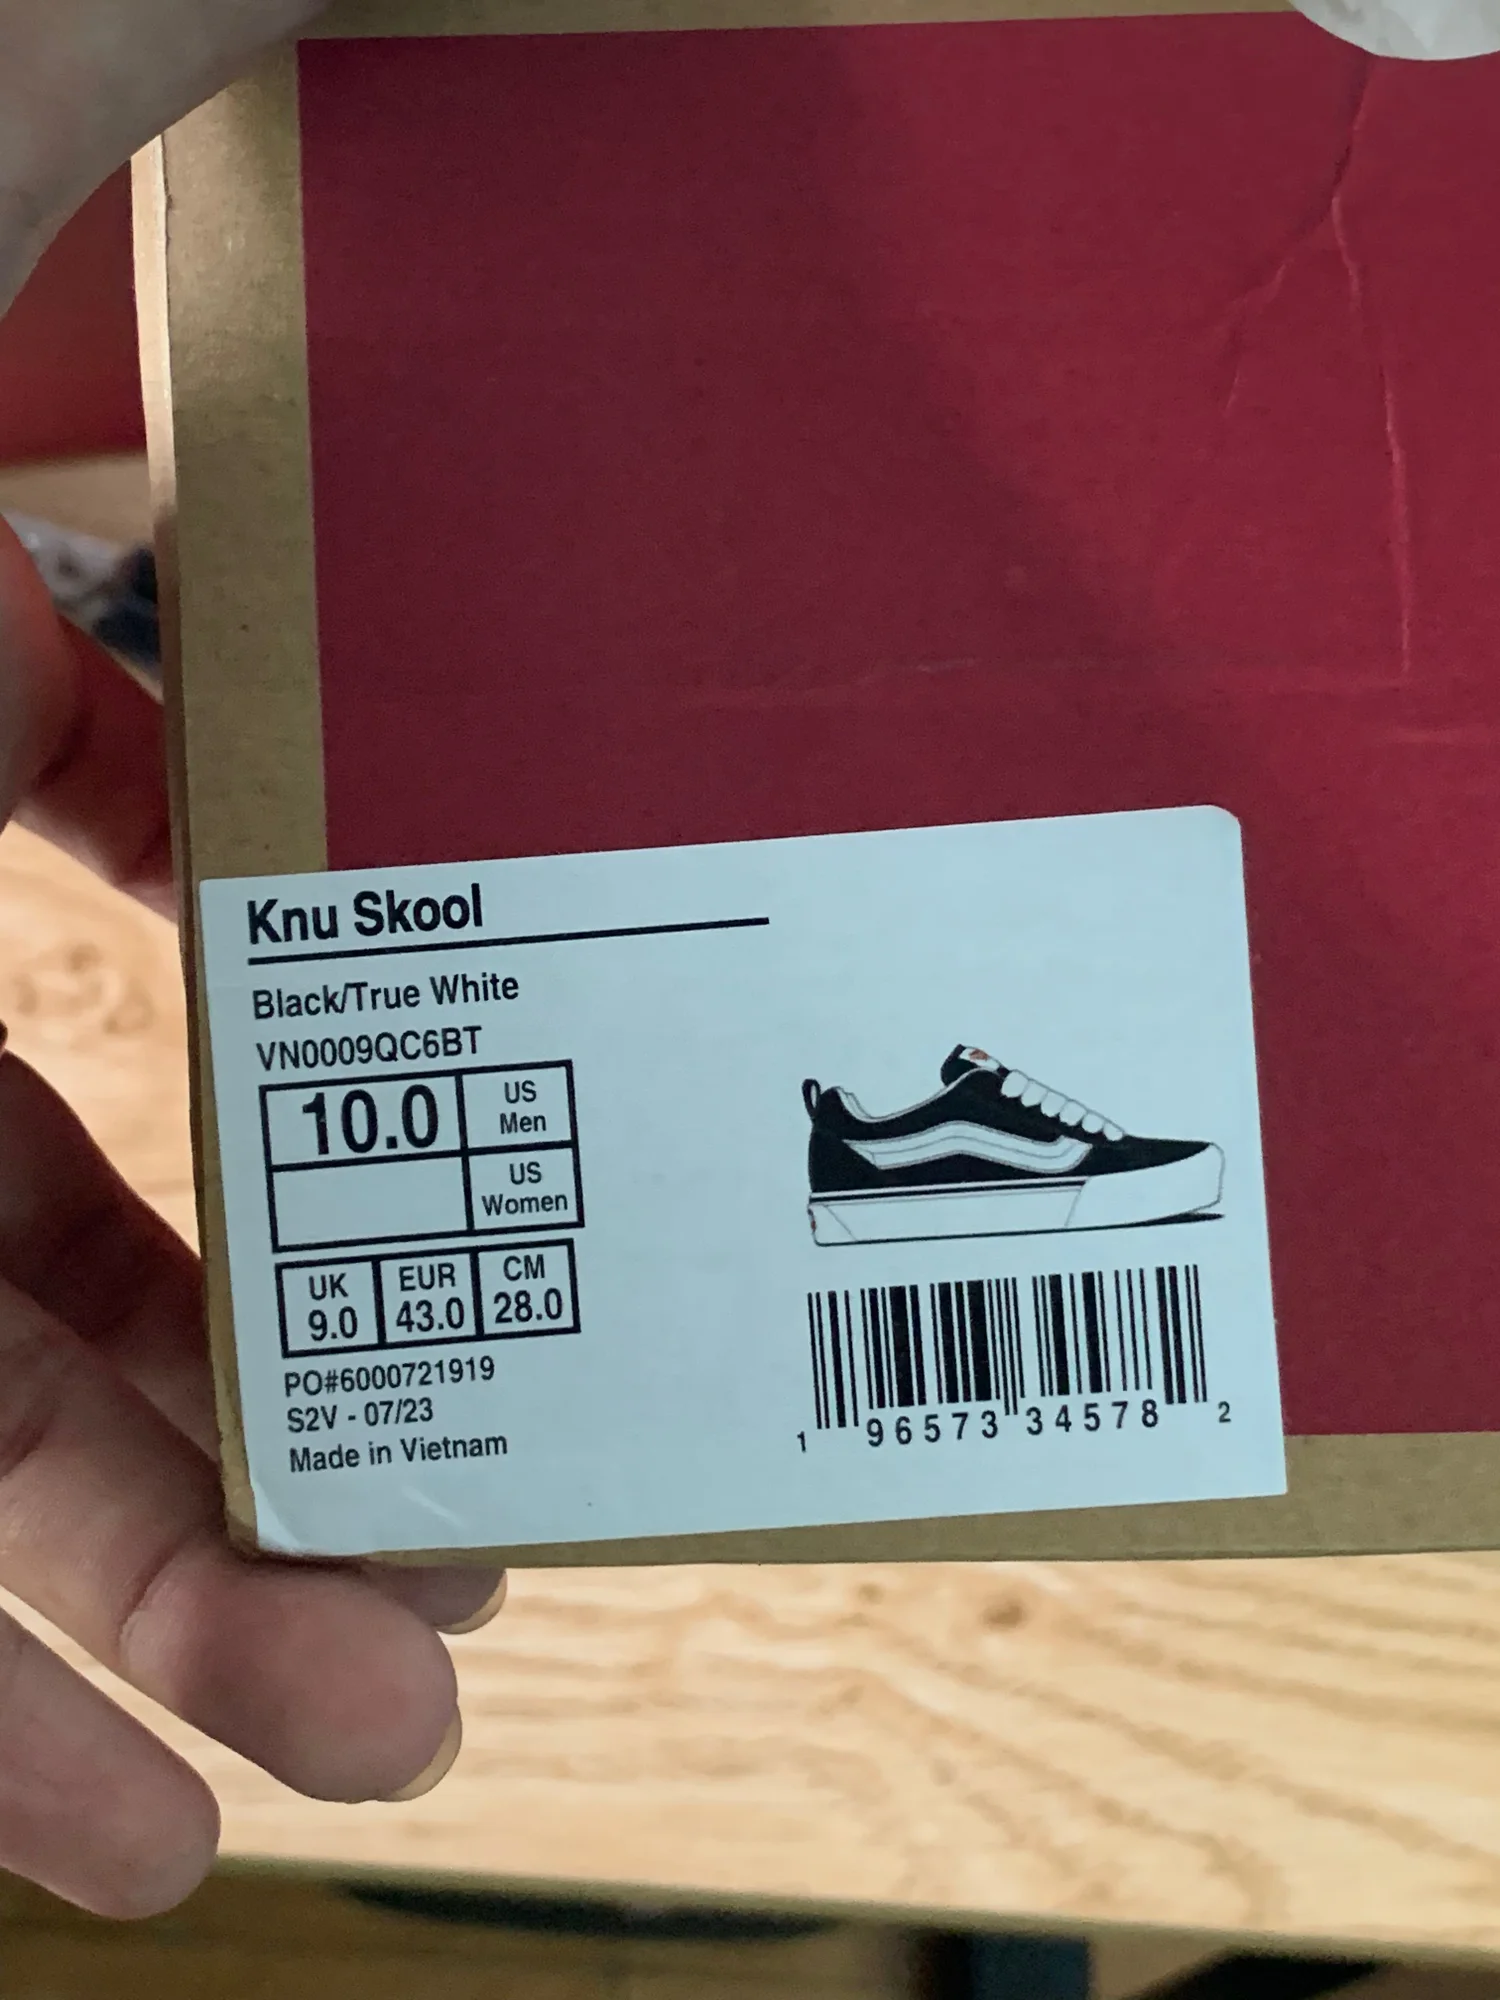 Knu Skool
Black/True White
VN0009QC6BT
10.0 US Men
US Women
UK EUR CM
9.0 43.0 28.0
PO#6000721919
S2V - 07/23
Made in Vietnam
1 96573 34578 2